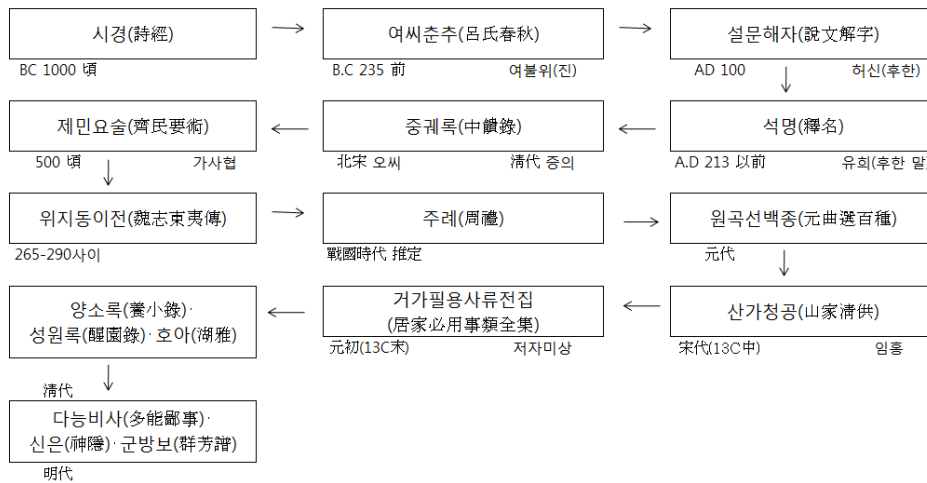 시경(詩經)
여씨춘추(呂氏春秋)
설문해자(說文解字)
BC 1000 頃
B.C 235 前 여불위(진)
AD 100 허신(후한)
제민요술(齊民要術)
중궤록(中饋錄)
석명(釋名)
500 頃 가사협
北宋 오씨 淸代 증의
A.D 213 以前 유희(후한 말)
위지동이전(魏志東夷傳)
주례(周禮)
원곡선백종(元曲選百種)
265-290사이
戰國時代 推定
元代
양소록(養小錄)·
성원록(醒園錄)·호아(湖雅)
거가필용사류전집
(居家必用事類全集)
산가청공(山家淸供)
淸代
元初(13C末) 저자미상
宋代(13C中) 임홍
다능비사(多能鄙事)·
신은(神隱)·군방보(群芳譜)
明代